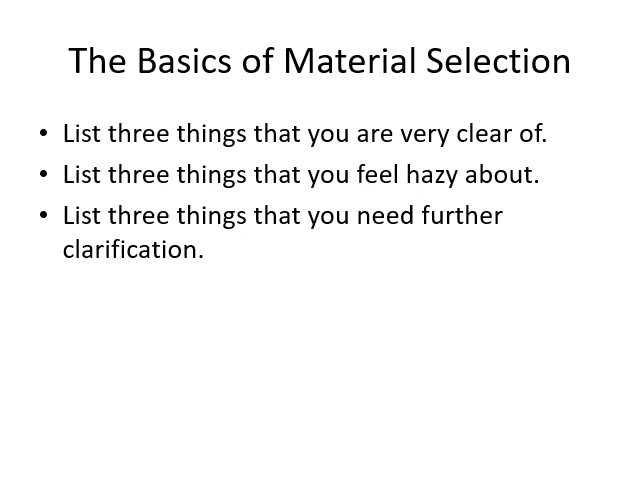 The Basics of Material Selection
• List three things that you are very clear of.
• List three things that you feel hazy about.
• List three things that you need further
clarification.